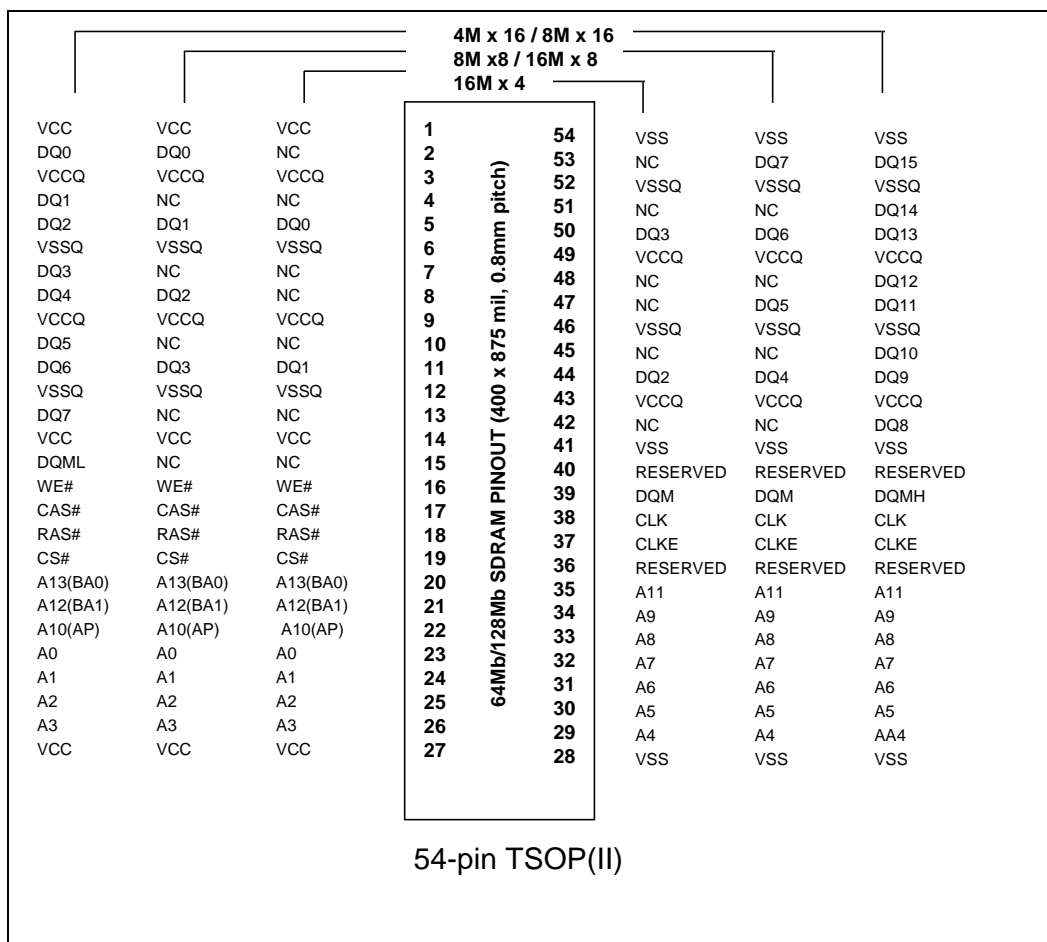 4M x 16 / 8M x 16
8M x8 / 16M x 8
16M x 4
VCC VCC VCC 1 54 VSS VSS VSS
DQ0 DQ0 NC 2 53 NC DQ7 DQ15
VCCQ VCCQ VCCQ 3 52 VSSQ VSSQ VSSQ
DQ1 NC NC 4 51 NC NC DQ14
DQ2 DQ1 DQ0 5 50 DQ3 DQ6 DQ13
VSSQ VSSQ VSSQ 6 49 VCCQ VCCQ VCCQ
DQ3 NC NC 7 48 NC NC DQ12
DQ4 DQ2 NC 8 47 NC DQ5 DQ11
VCCQ VCCQ VCCQ 9 46 VSSQ VSSQ VSSQ
DQ5 NC NC 10 45 NC NC DQ10
DQ6 DQ3 DQ1 11 44 DQ2 DQ4 DQ9
VSSQ VSSQ VSSQ 12 43 VCCQ VCCQ VCCQ
DQ7 NC NC 13 42 NC NC DQ8
VCC VCC VCC 14 41 VSS VSS VSS
DQML NC NC 15 40 RESERVED RESERVED RESERVED
WE# WE# WE# 16 39 DQM DQM DQMH
CAS# CAS# CAS# 17 38 CLK CLK CLK
RAS# RAS# RAS# 18 37 CLKE CLKE CLKE
CS# CS# CS# 19 36 RESERVED RESERVED RESERVED
A13(BA0) A13(BA0) A13(BA0) 20 35 A11 A11 A11
A12(BA1) A12(BA1) A12(BA1) 21 34 A9 A9 A9
A10(AP) A10(AP) A10(AP) 22 33 A8 A8 A8
A0 A0 A0 23 32 A7 A7 A7
A1 A1 A1 24 31 A6 A6 A6
A2 A2 A2 25 30 A5 A5 A5
A3 A3 A3 26 29 A4 A4 AA4
VCC VCC VCC 27 28 VSS VSS VSS
64Mb/128Mb SDRAM PINOUT (400 x 875 mil, 0.8mm pitch)
54-pin TSOP(II)